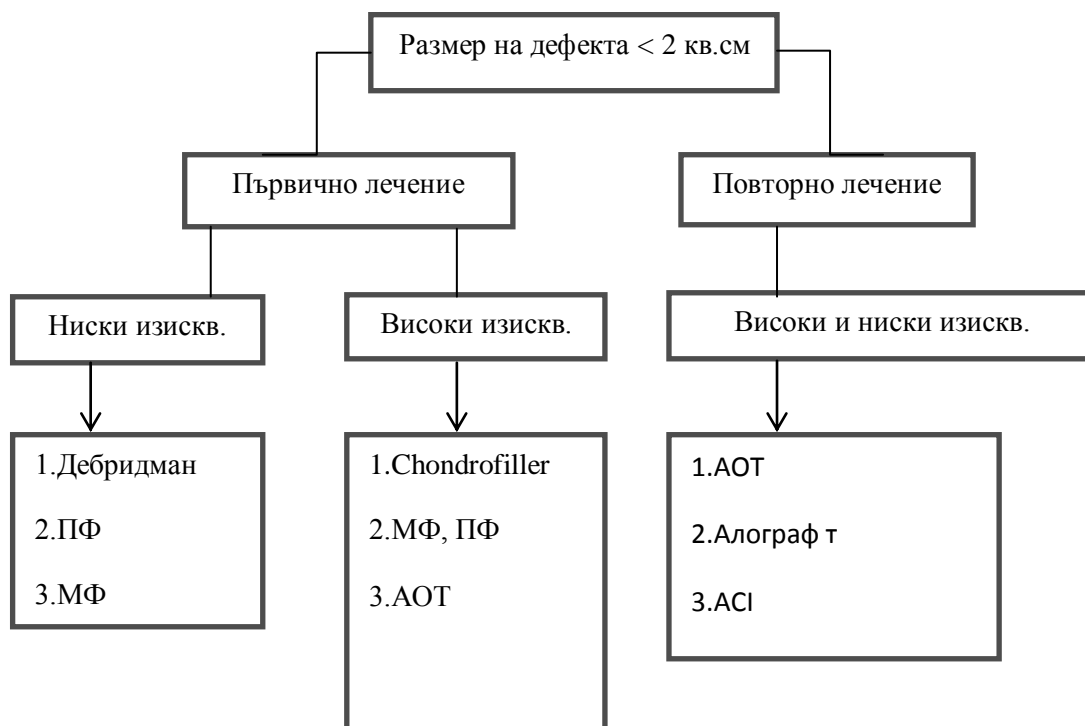 Размер на дефекта < 2 кв.см
Първично лечение
Повторно лечение
Ниски изискв.
Високи изискв.
Високи и ниски изискв.
1.Дебридман
2.ПФ
3.МФ
1.Chondrofiller
2.МФ, ПФ
3.АОТ
1.АОТ
2.Алограф т
3.ACI